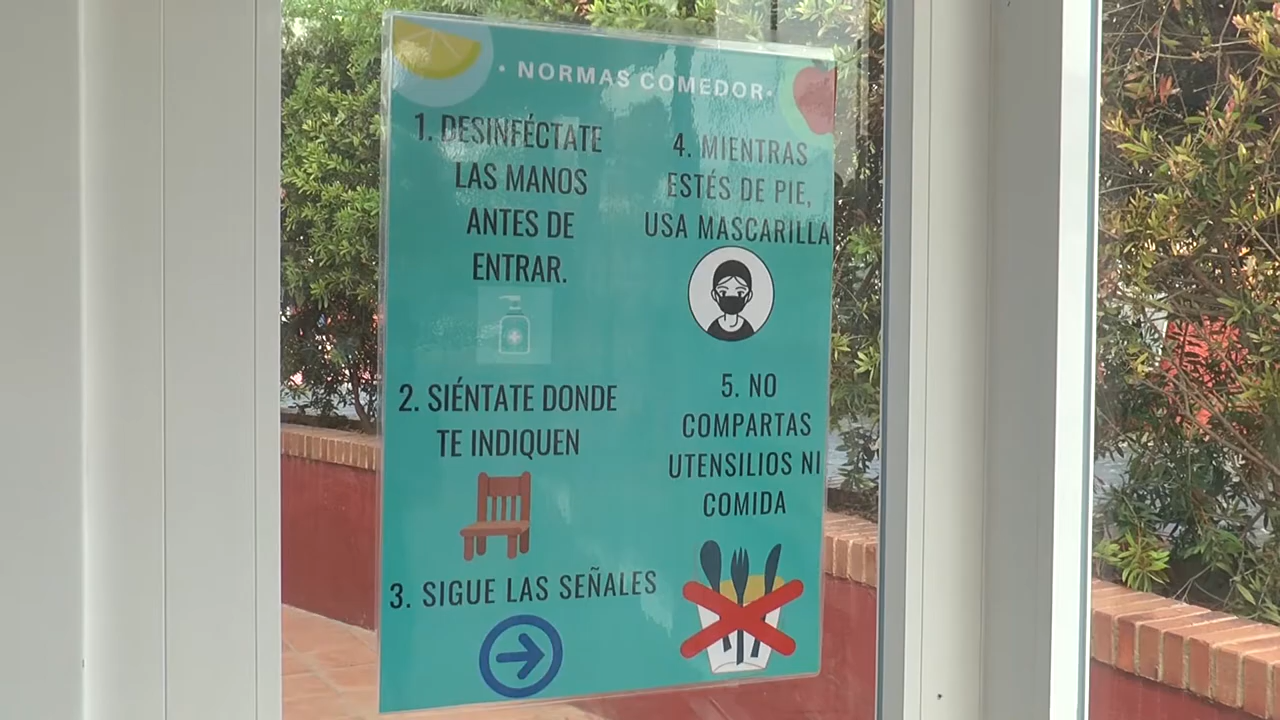 • NORMAS COMEDOR•
1. DESINFÉCTATE
LAS MANOS
ANTES DE
ENTRAR.
2. SIÉNTATE DONDE
TE INDIQUEN
3. SIGUE LAS SEÑALES
4. MIENTRAS
ESTÉS DE PIE,
USA MASCARILLA
5. NO
COMPARTAS
UTENSILIOS NI
COMIDA